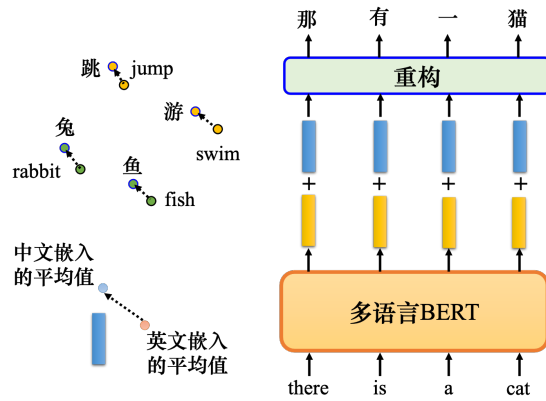 跳
jump
游
swim
兔
rabbit
鱼
fish
中文嵌入
的平均值
英文嵌入
的平均值
那 有 一 猫
重构
+ + + +
多语言BERT
there is a cat